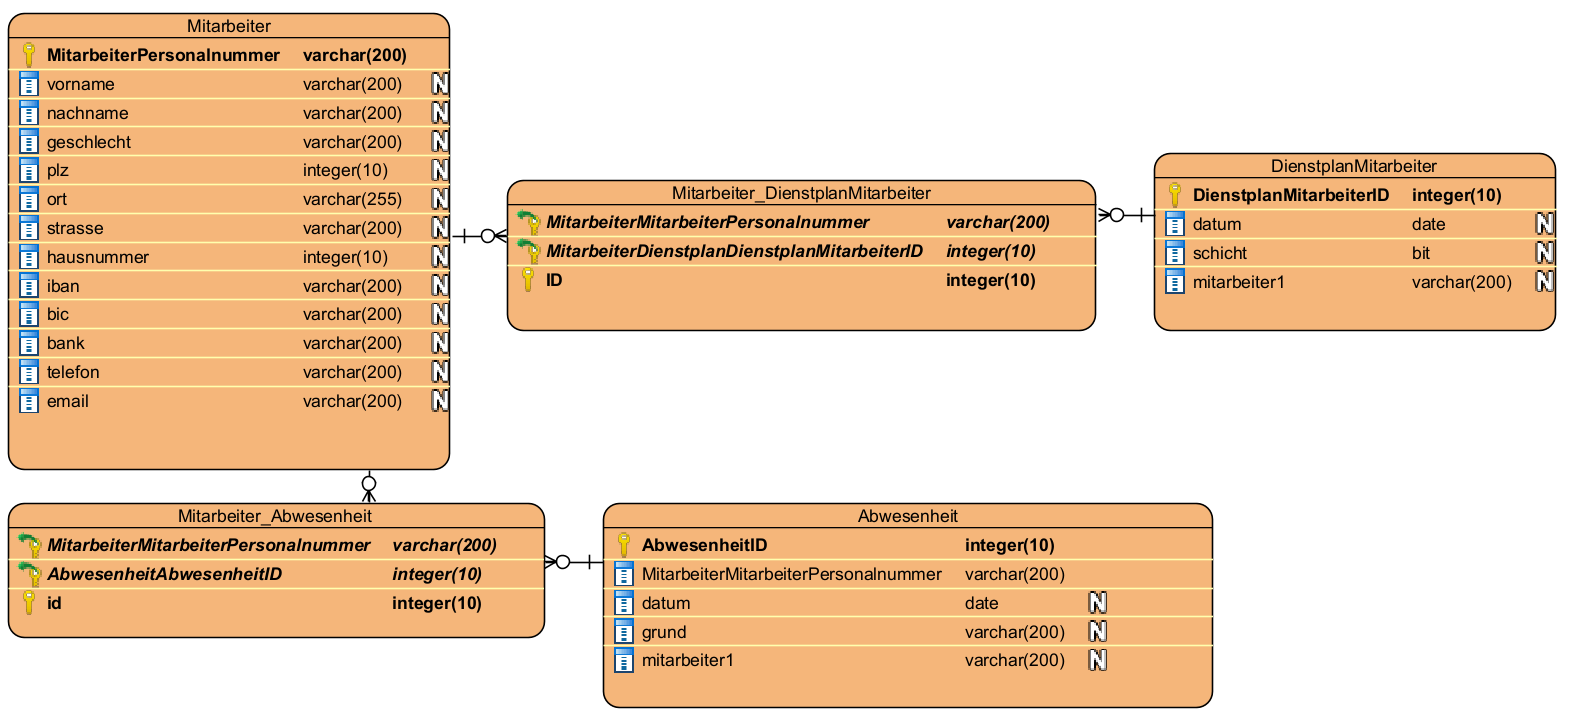 Mitarbeiter
MitarbeiterPersonalnummer varchar(200)
vorname varchar(200) N
nachname varchar(200) N
geschlecht varchar(200) N
plz integer(10) N
ort varchar(255) N
strasse varchar(200) N
hausnummer integer(10) N
iban varchar(200) N
bic varchar(200) N
bank varchar(200) N
telefon varchar(200) N
email varchar(200) N
Mitarbeiter_DienstplanMitarbeiter
MitarbeiterMitarbeiterPersonalnummer varchar(200)
MitarbeiterDienstplanDienstplanMitarbeiterID integer(10)
ID integer(10)
DienstplanMitarbeiter
DienstplanMitarbeiterID integer(10)
datum date N
schicht bit N
mitarbeiter1 varchar(200) N
Mitarbeiter_Abwesenheit
MitarbeiterMitarbeiterPersonalnummer varchar(200)
AbwesenheitAbwesenheitID integer(10)
id integer(10)
Abwesenheit
AbwesenheitID integer(10)
MitarbeiterMitarbeiterPersonalnummer varchar(200)
datum date N
grund varchar(200) N
mitarbeiter1 varchar(200) N